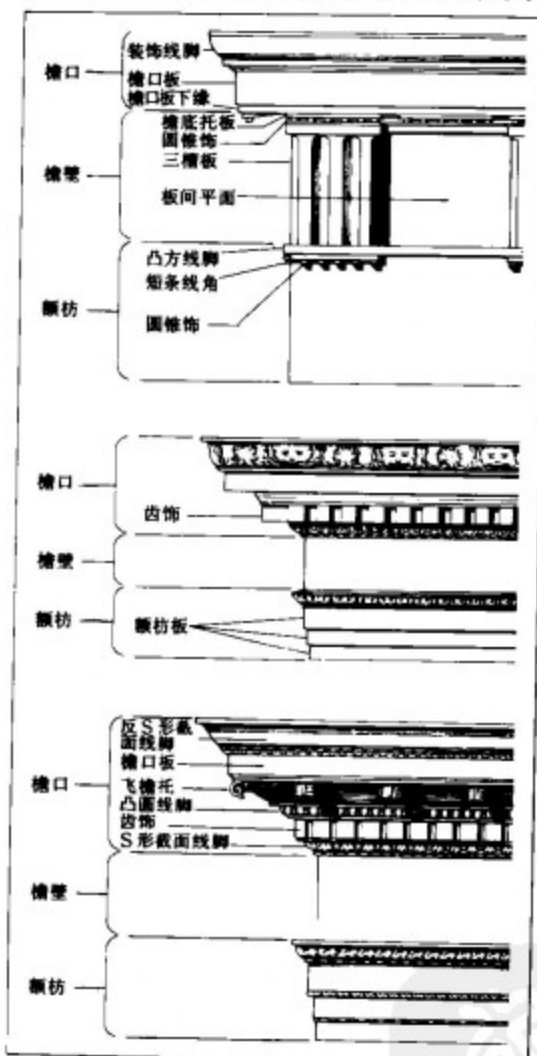 装饰线脚
檐口
檐口板
檐口板下缘
檐底托板
圆锥饰
三槽板
檐壁
板间平面
凸方线脚
短条线角
额枋
圆锥饰
檐口
齿饰
檐壁
额枋
额枋板
反S形截
面线脚
檐口板
檐口
飞檐托
凸圆线脚
齿饰
S形截面线脚
檐壁
额枋